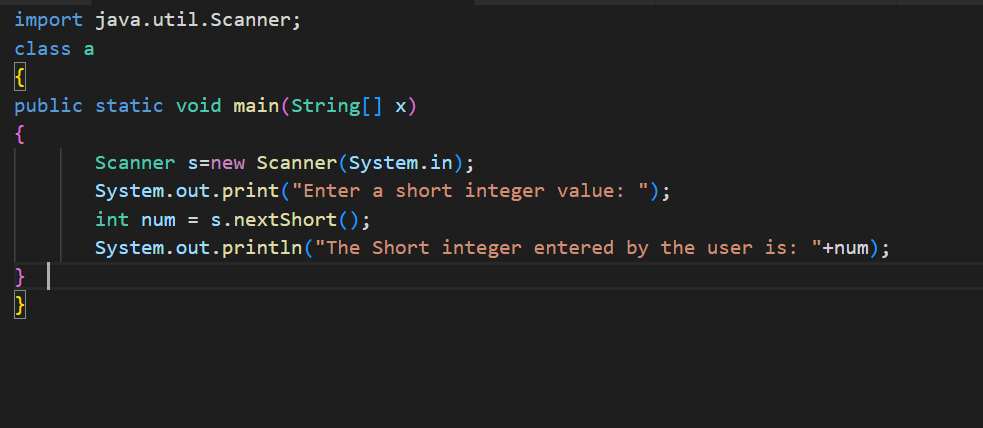 import java.util.Scanner;
class a
{
public static void main(String[] x)
{
Scanner s=new Scanner(System.in);
System.out.print("Enter a short integer value: ");
int num = s.nextShort();
System.out.println("The Short integer entered by the user is: "+num);
}
}